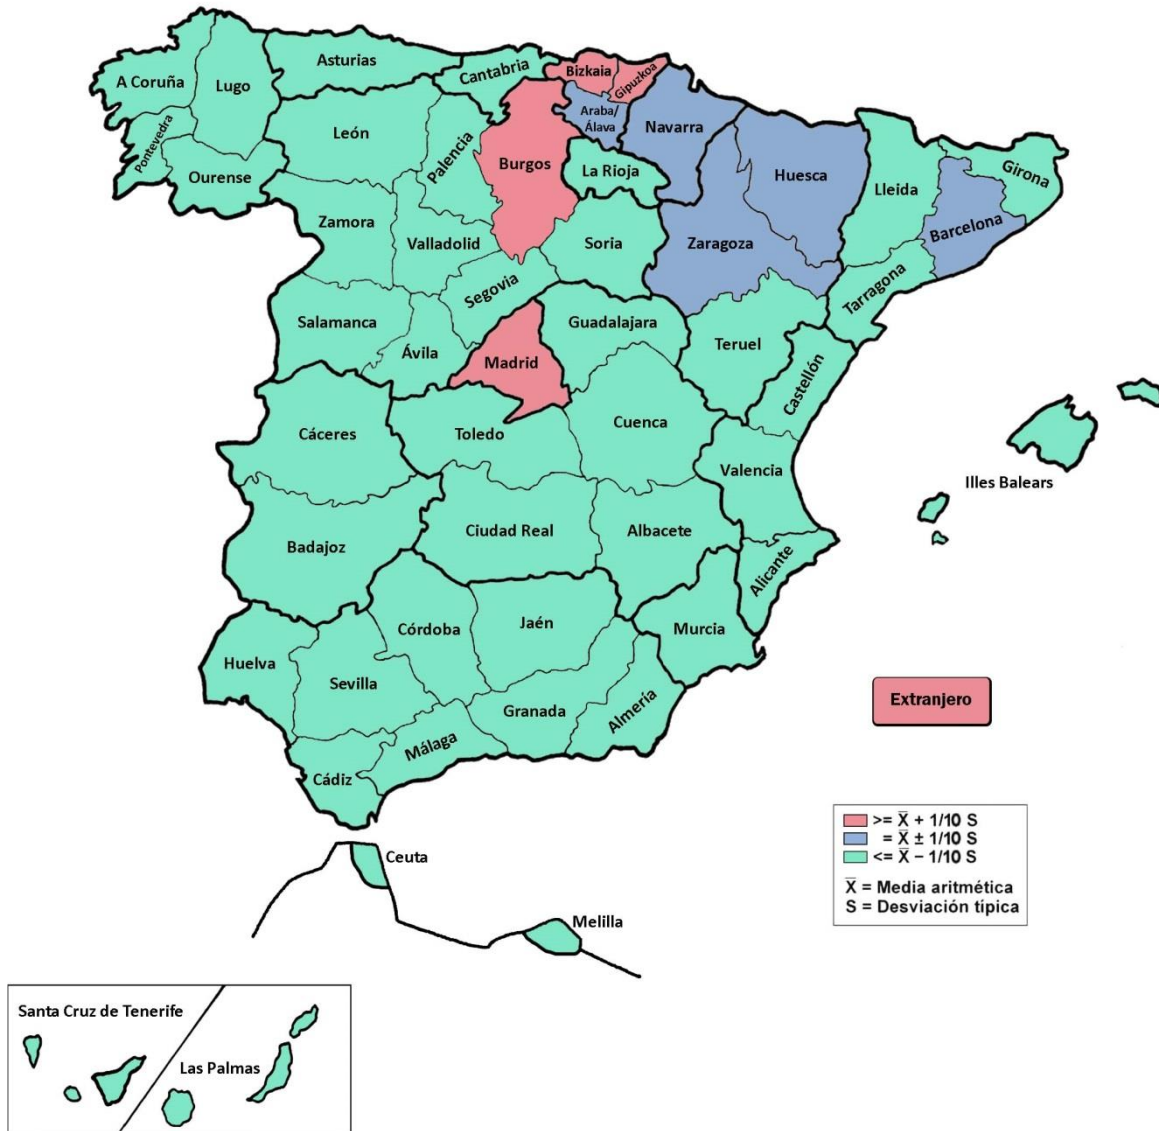 Asturias
Cantabria
Bizkaia
Gipuzkoa
A Coruña
Lugo
Araba/
Álava
Navarra
León
Palencia
Burgos
La Rioja
Huesca
Lleida
Girona
Pontevedra
Ourense
Barcelona
Zamora
Valladolid
Soria
Zaragoza
Segovia
Tarragona
Salamanca
Ávila
Madrid
Guadalajara
Teruel
Castellón
Cáceres
Toledo
Cuenca
Valencia
Illes Balears
Badajoz
Ciudad Real
Albacete
Alicante
Huelva
Sevilla
Córdoba
Jaén
Murcia
Granada
Almería
Málaga
Cádiz
Extranjero
>= X̅ + 1/10 S
= X̅ ± 1/10 S
<= X̅ − 1/10 S
X̅ = Media aritmética
S = Desviación típica
Ceuta
Melilla
Santa Cruz de Tenerife
Las Palmas